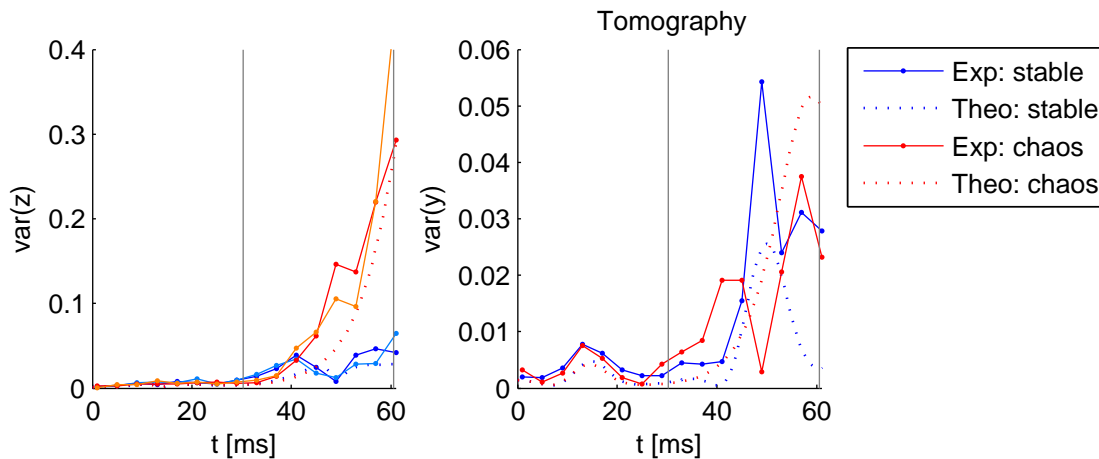 Tomography
0.4
0.3
0.2
0.1
0
var(z)
0
20
40
60
t [ms]
0.06
0.05
0.04
0.03
0.02
0.01
0
var(y)
0
20
40
60
t [ms]
Exp: stable
Theo: stable
Exp: chaos
Theo: chaos